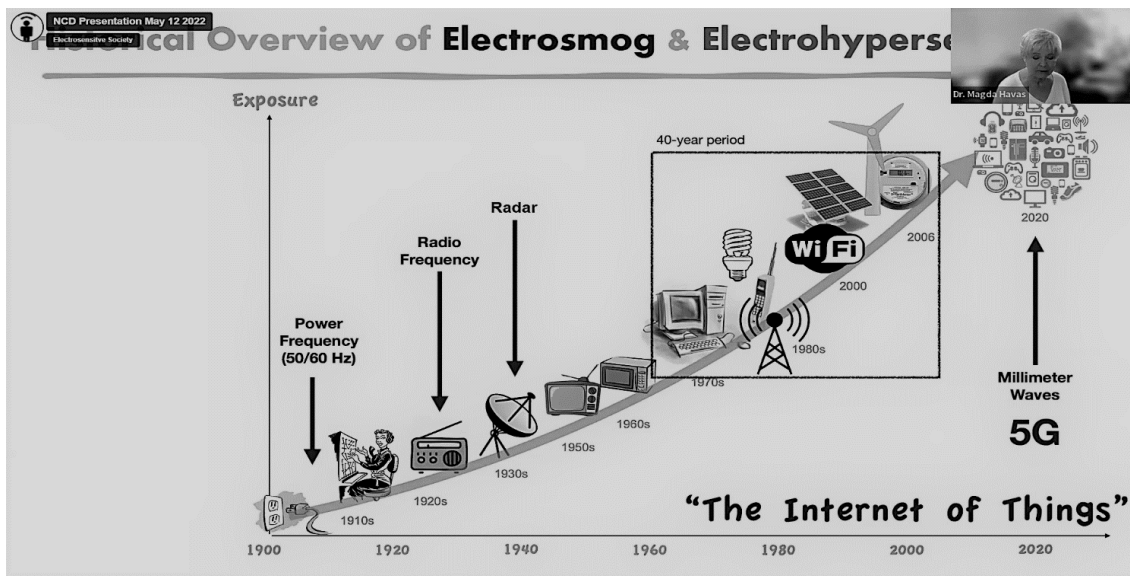 NCD Presentation May 12 2022
Electrosensitve Society
Historical Overview of Electrosmog & Electrohyperse
Dr. Magda Havas
Exposure
40-year period
Radar
Radio
Frequency
Power
Frequency
(50/60 Hz)
WiFi
2020
2006
2000
1980s
1970s
1960s
1950s
1930s
1920s
1910s
Millimeter
Waves
5G
“The Internet of Things”
1900 1920 1940 1960 1980 2000 2020